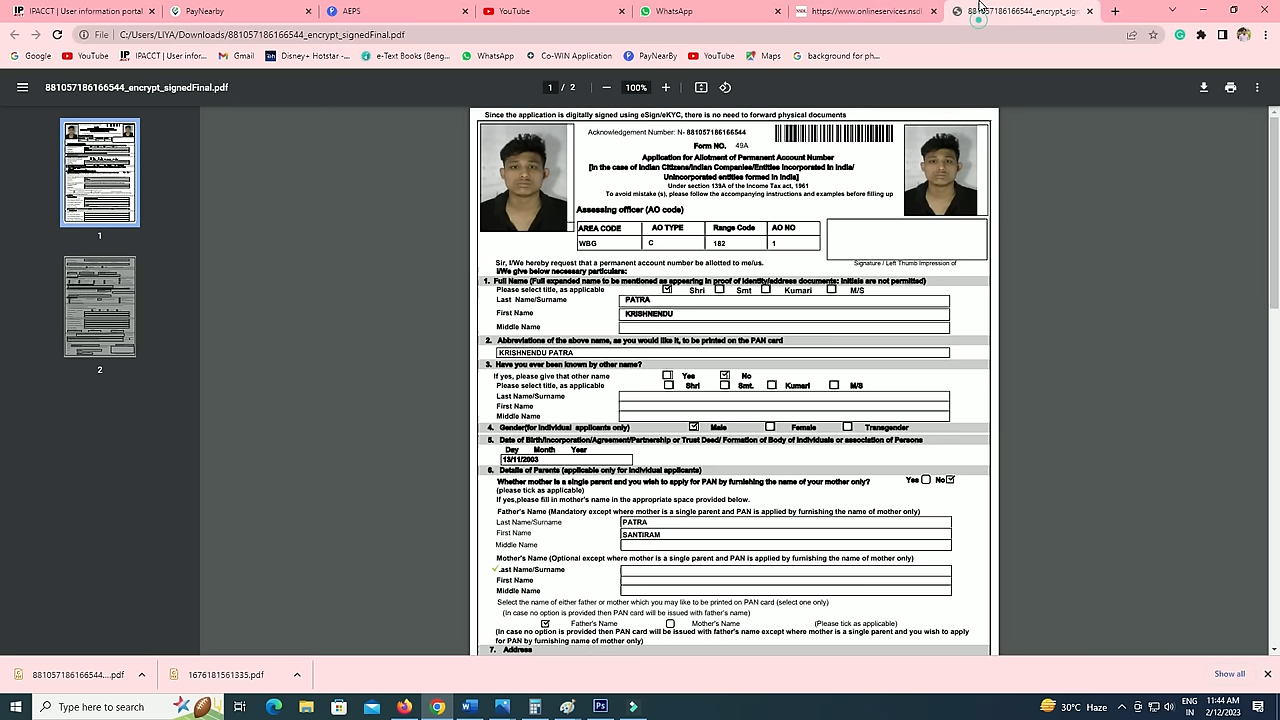 IPACCT User information portal
PayNearby
AEPS
YouTube
WhatsApp
NSDL https://www.onlineservices.nsdl
881057186166544_encrypt_sign
File C:/Users/LIYA/Downloads/881057186166544_encrypt_signedFinal.pdf
Google YouTube IPACCT | User infor... Gmail Disney+ Hotstar -... e-Text Books (Beng... WhatsApp Co-WIN Application PayNearby YouTube Maps background for ph...
881057186166544_encrypt_signedFinal.pdf
1 / 2
100%
1
2
Since the application is digitally signed using eSign/eKYC, there is no need to forward physical documents
Acknowledgement Number: N- 881057186166544
Form NO. 49A
Application for Allotment of Permanent Account Number
[In the case of Indian Citizens/Indian Companies/Entities Incorporated in India/
Unincorporated entities formed in India]
Under section 139A of the Income Tax act, 1961
To avoid mistake (s), please follow the accompanying instructions and examples before filling up
Assessing officer (AO code)
AREA CODE AO TYPE Range Code AO NO
WBG C 182 1
Signature / Left Thumb Impression of
Sir, I/We hereby request that a permanent account number be allotted to me/us.
I/We give below necessary particulars:
1. Full Name (Full expanded name to be mentioned as appearing in proof of identity/address documents: initials are not permitted)
Please select title, as applicable Shri Smt Kumari M/S
Last Name/Surname PATRA
First Name KRISHNENDU
Middle Name
2. Abbreviations of the above name, as you would like it, to be printed on the PAN card
KRISHNENDU PATRA
3. Have you ever been known by other name?
If yes, please give that other name Yes No
Please select title, as applicable Shri Smt. Kumari M/S
Last Name/Surname
First Name
Middle Name
4. Gender(for individual applicants only) Male Female Transgender
5. Date of Birth/Incorporation/Agreement/Partnership or Trust Deed/ Formation of Body of Individuals or association of Persons
Day Month Year
13/11/2003
6. Details of Parents (applicable only for individual applicants)
Whether mother is a single parent and you wish to apply for PAN by furnishing the name of your mother only? Yes No
(please tick as applicable)
If yes,please fill in mother's name in the appropriate space provided below.
Father's Name (Mandatory except where mother is a single parent and PAN is applied by furnishing the name of mother only)
Last Name/Surname PATRA
First Name SANTIRAM
Middle Name
Mother's Name (Optional except where mother is a single parent and PAN is applied by furnishing the name of mother only)
Last Name/Surname
First Name
Middle Name
Select the name of either father or mother which you may like to be printed on PAN card (select one only)
(In case no option is provided then PAN card will be issued with father's name)
Father's Name Mother's Name (Please tick as applicable)
(In case no option is provided then PAN card will be issued with father's name except where mother is a single parent and you wish to apply
for PAN by furnishing name of mother only)
7. Address
881057186166544....pdf
1676181561335.pdf
Show all
Type here to search
30°C Haze
ENG
IN
11:44 AM
2/12/2023